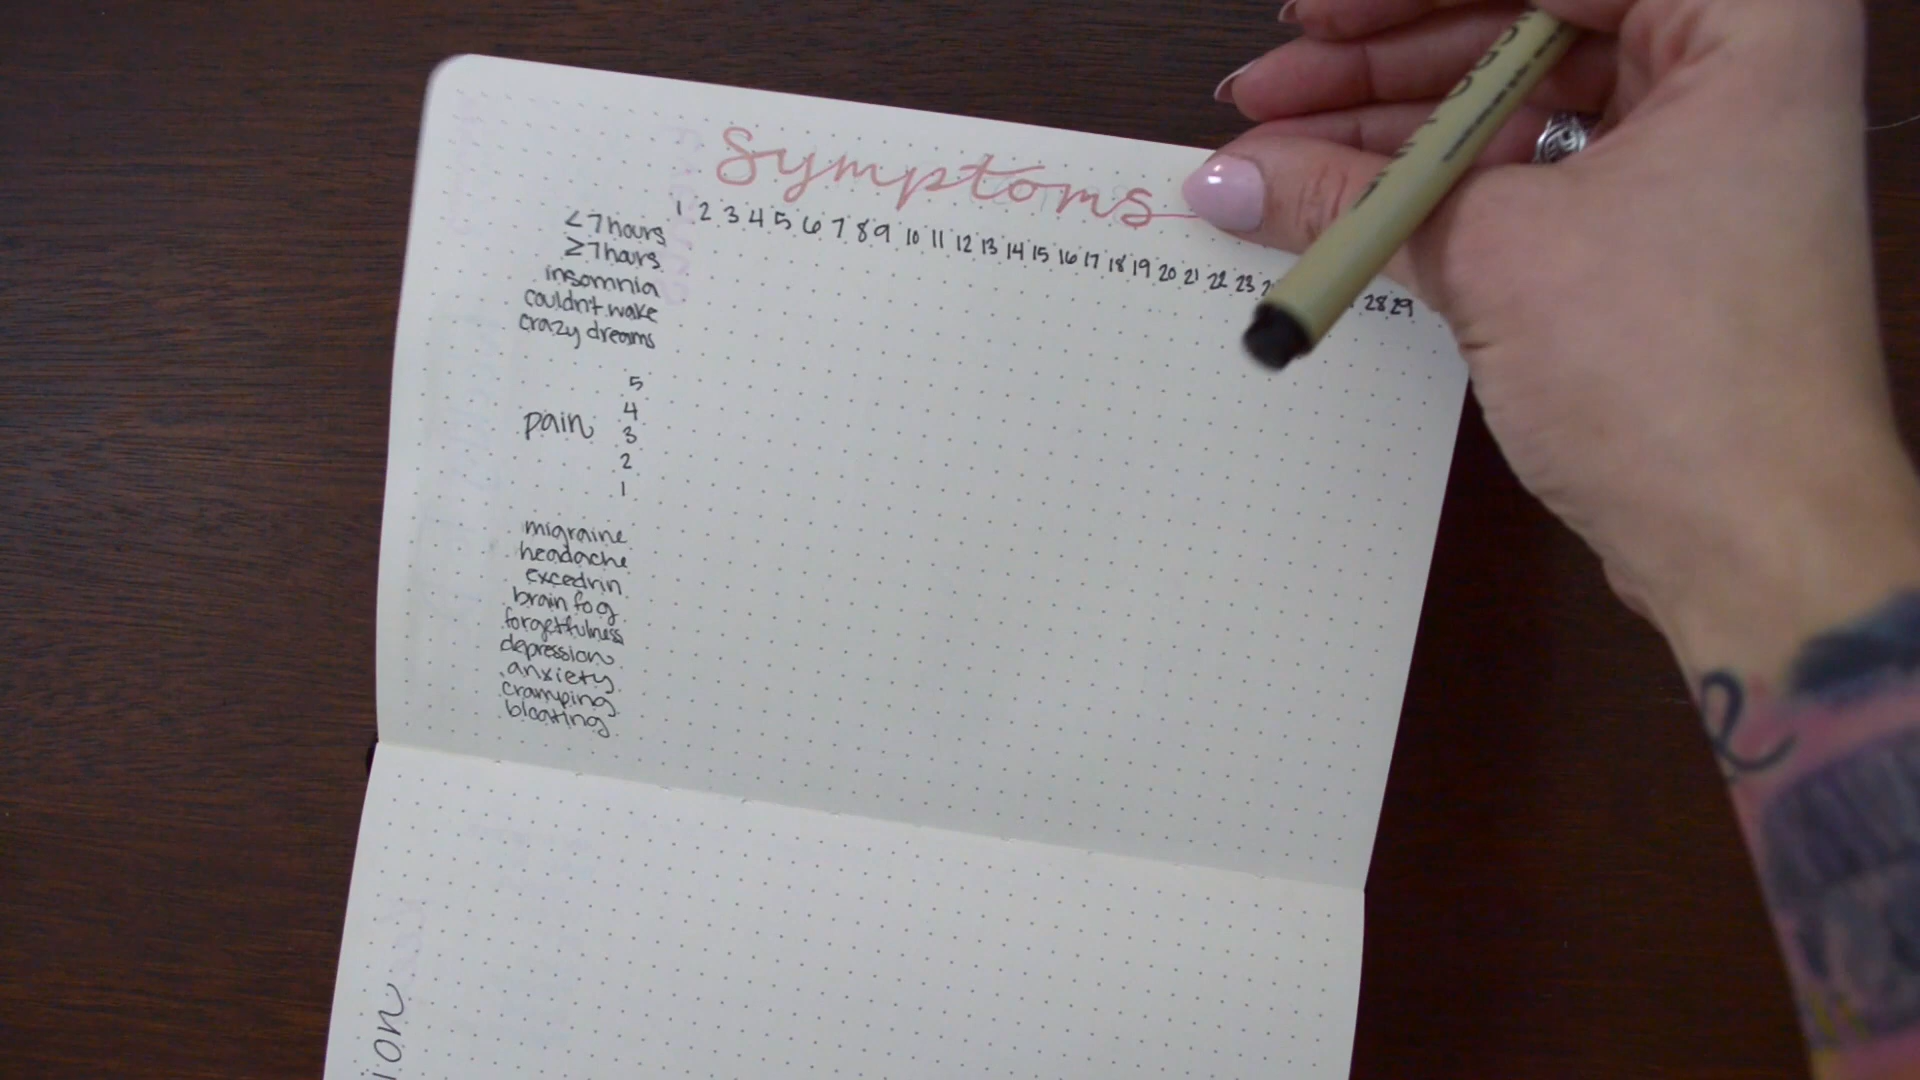 Symptoms
1 2 3 4 5 6 7 8 9 10 11 12 13 14 15 16 17 18 19 20 21 22 23 2 28 29
<7 hours
≥7 hours
insomnia
couldn't wake
crazy dreams
5
4
pain 3
2
1
migraine
headache
excedrin
brain fog
forgetfulness
depression
anxiety
cramping
bloating
ion